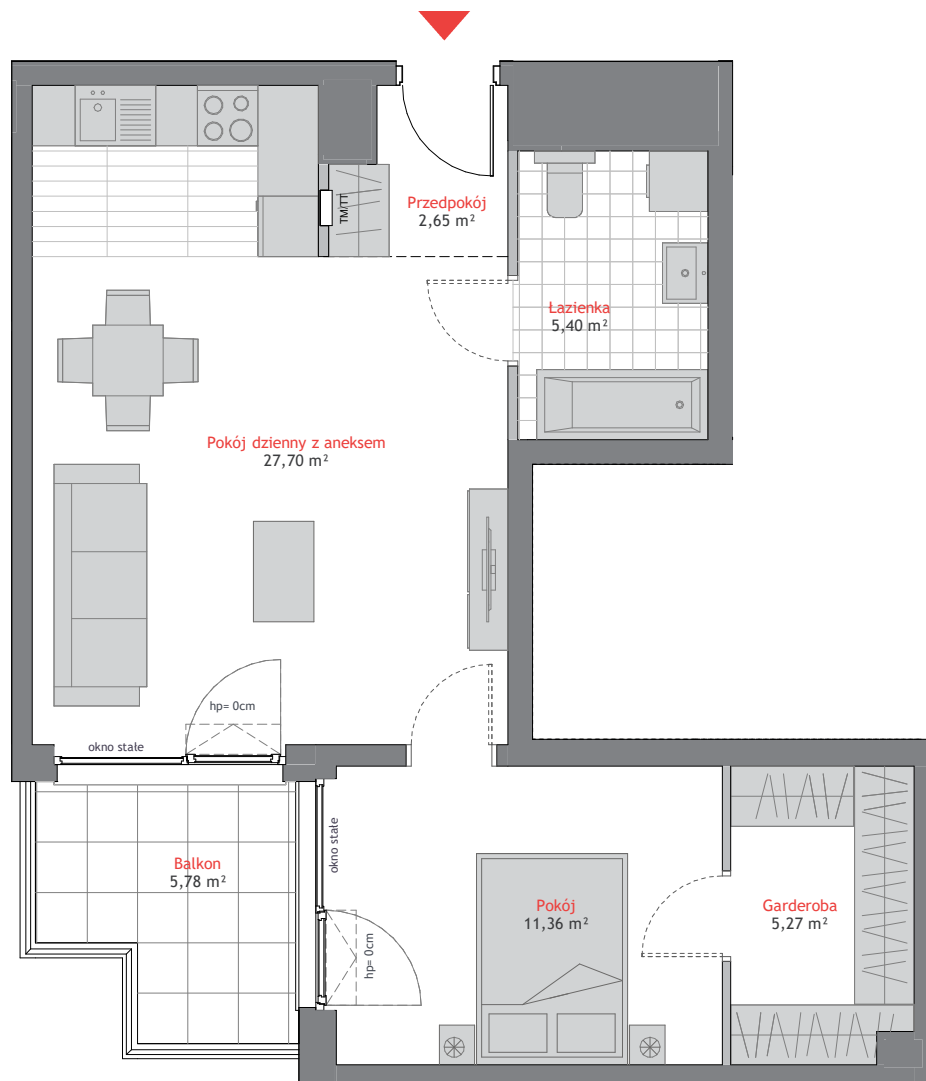 TM/TT
Przedpokój
2,65 m²
Łazienka
5,40 m²
Pokój dzienny z aneksem
27,70 m²
hp= 0cm
okno stałe
okno stałe
Balkon
5,78 m²
hp= 0cm
Pokój
11,36 m²
Garderoba
5,27 m²